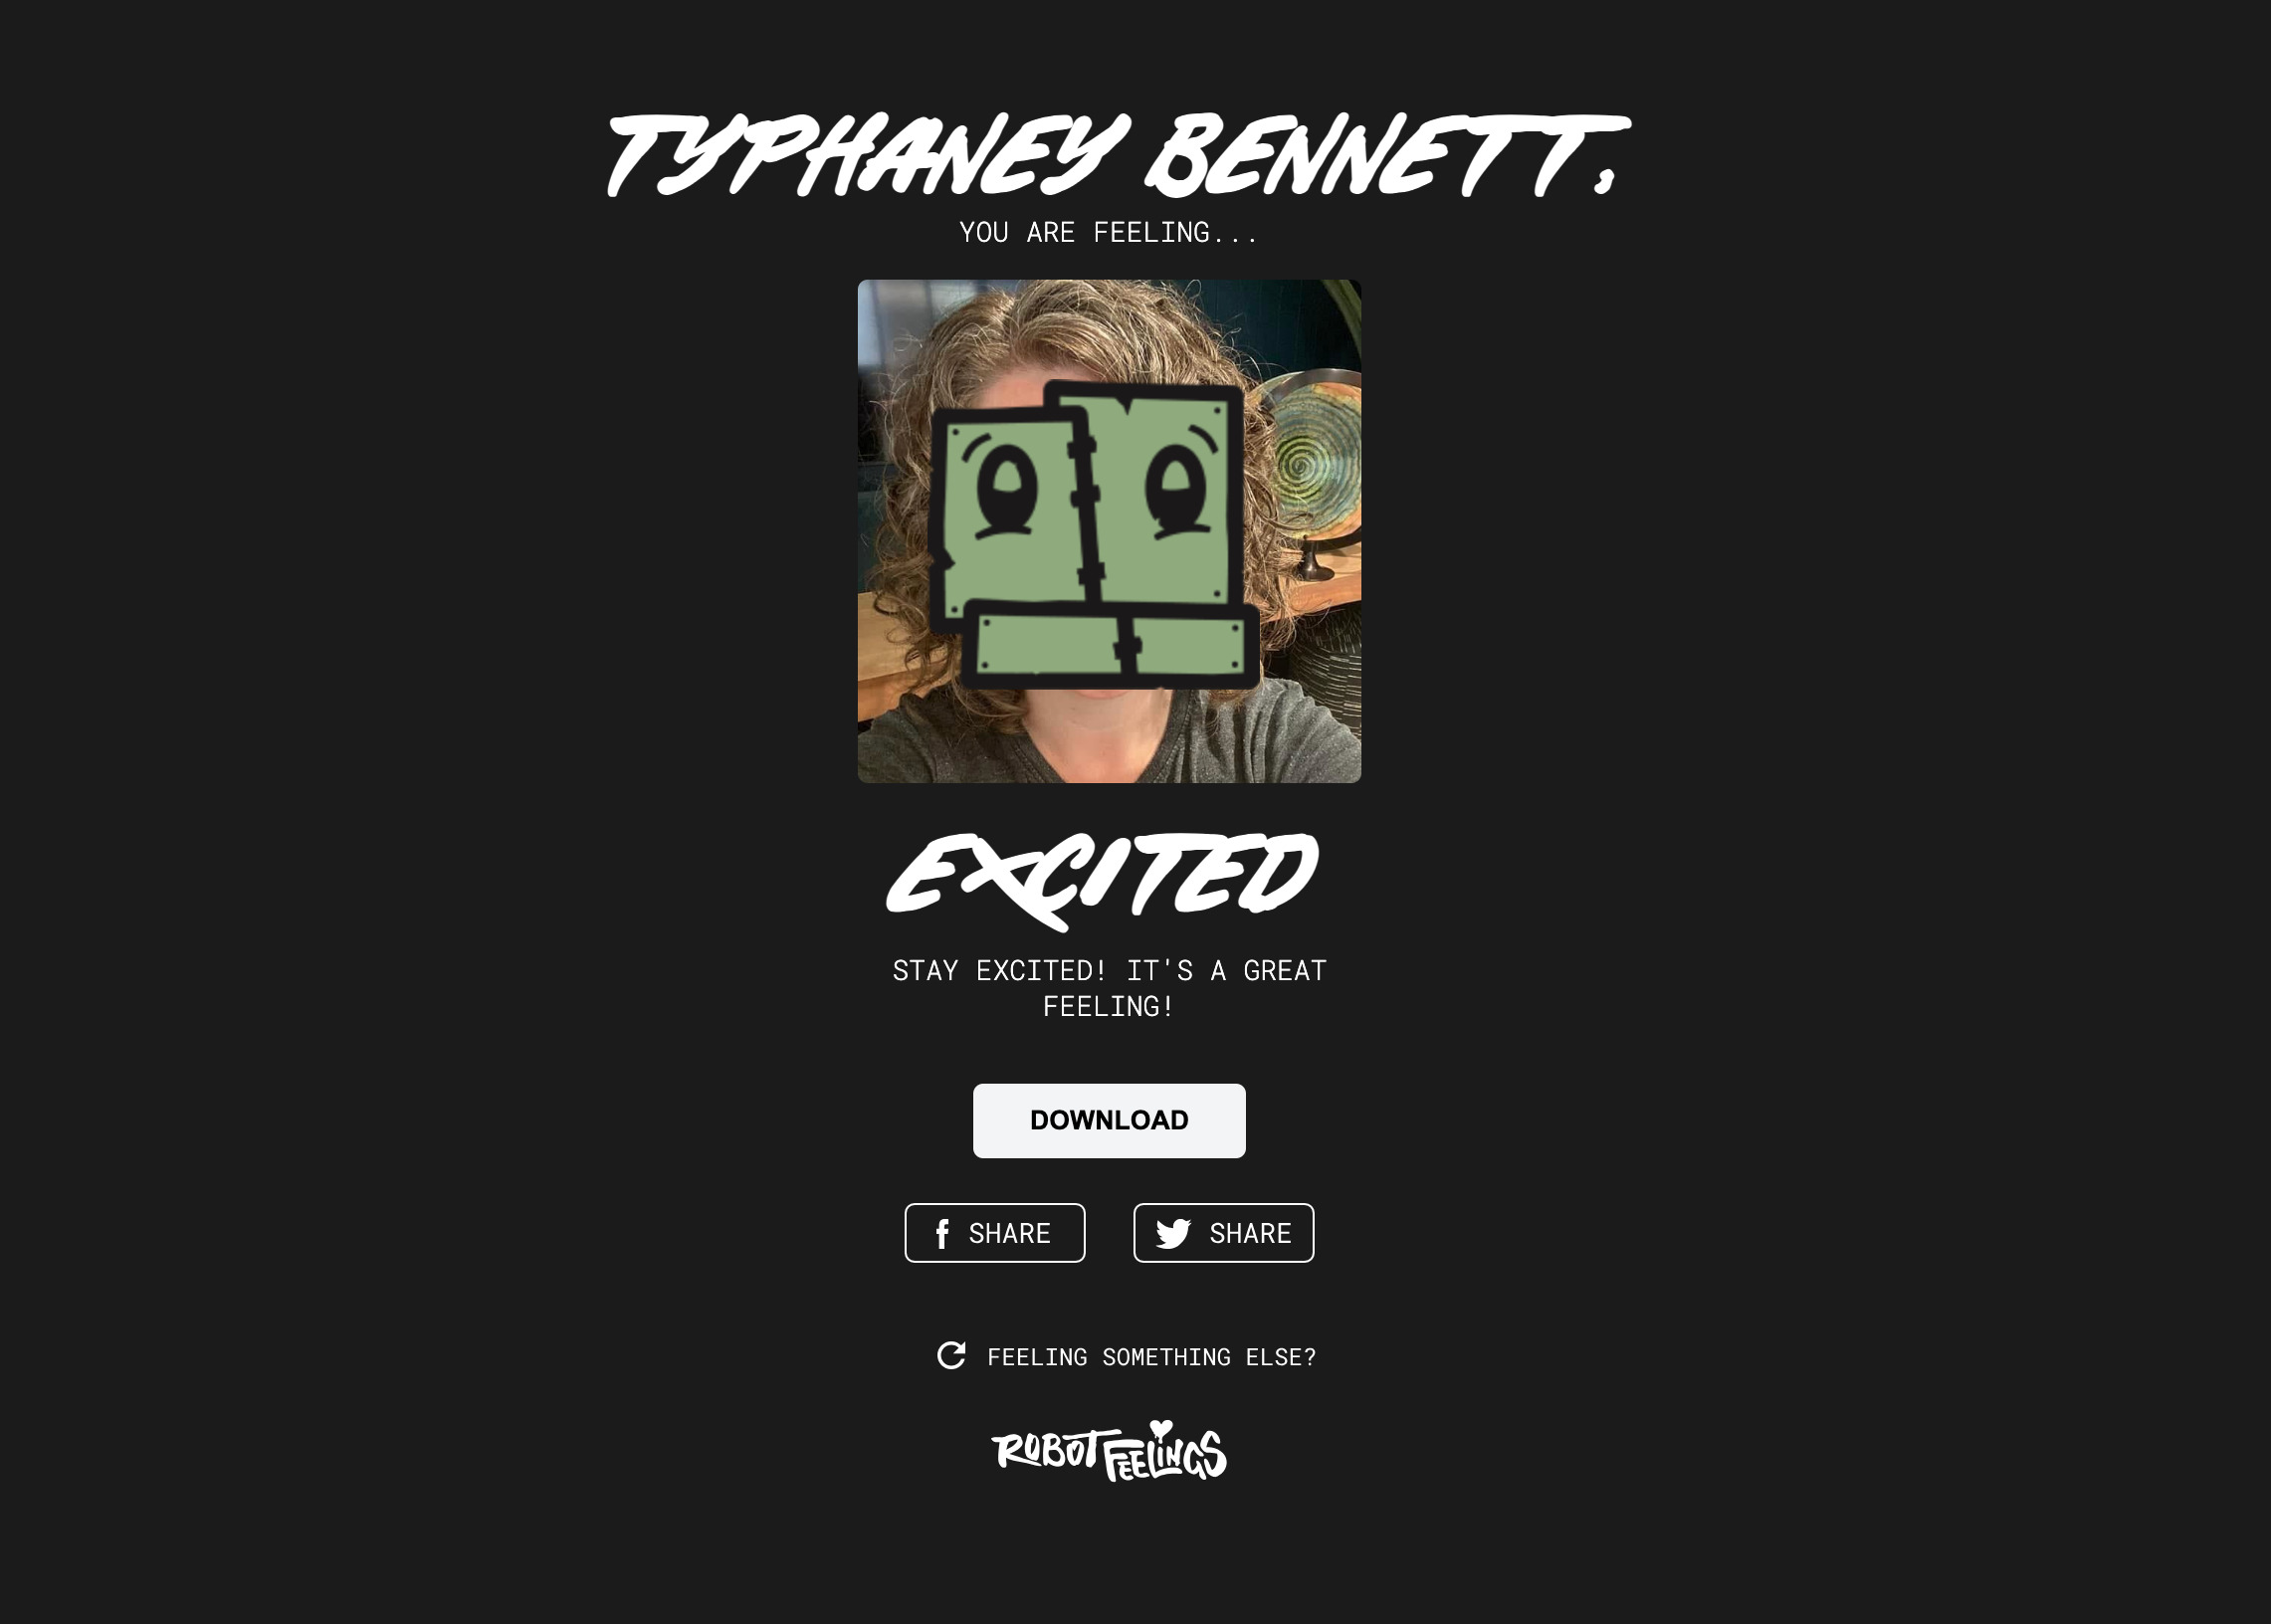 TYPHANEY BENNETT,
YOU ARE FEELING...
EXCITED
STAY EXCITED! IT'S A GREAT
FEELING!
DOWNLOAD
f SHARE
SHARE
FEELING SOMETHING ELSE?
ROBOT FEELINGS